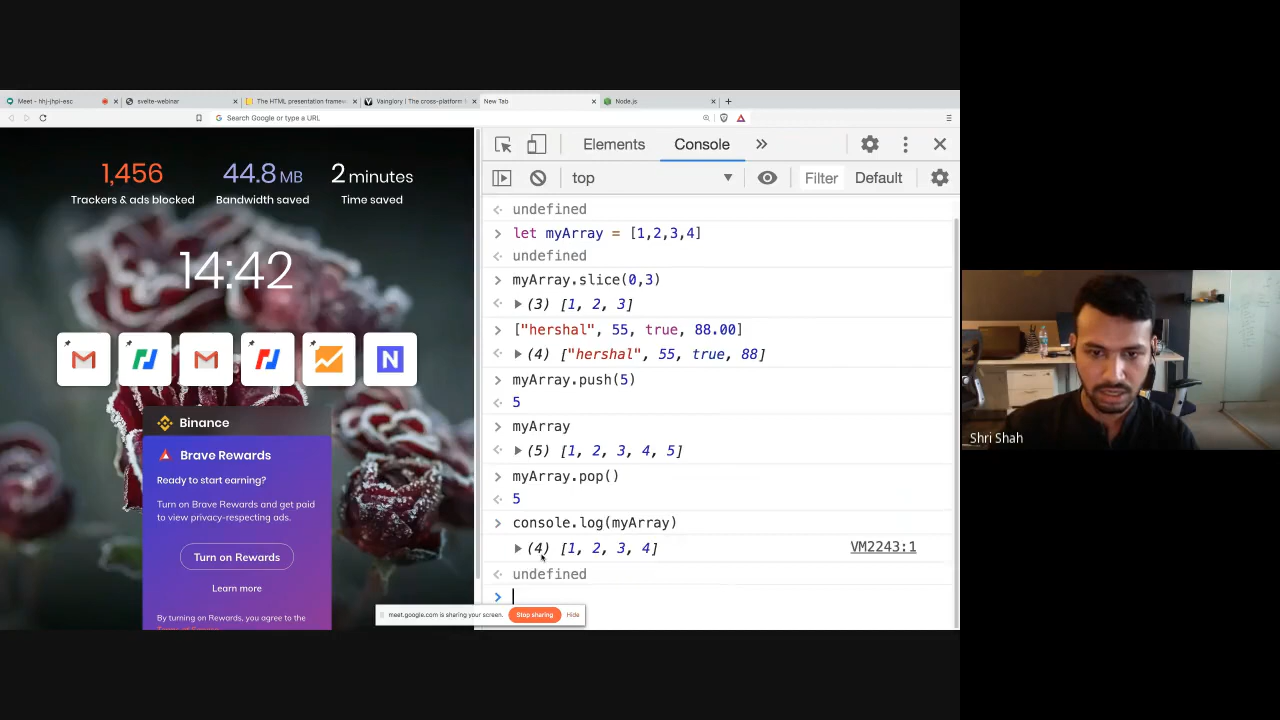 Meet - hhj-jhpi-esc
svelte-webinar
The HTML presentation framew
Vainglory | The cross-platform
New Tab
Node.js
Search Google or type a URL
1,456
Trackers & ads blocked
44.8 MB
Bandwidth saved
2 minutes
Time saved
14:42
N
Binance
Brave Rewards
Ready to start earning?
Turn on Brave Rewards and get paid
to view privacy-respecting ads.
Turn on Rewards
Learn more
By turning on Rewards, you agree to the
Terms of Service
Elements
Console
top
Filter
Default
undefined
let myArray = [1,2,3,4]
undefined
myArray.slice(0,3)
(3) [1, 2, 3]
["hershal", 55, true, 88.00]
(4) ["hershal", 55, true, 88]
myArray.push(5)
5
myArray
(5) [1, 2, 3, 4, 5]
myArray.pop()
5
console.log(myArray)
(4) [1, 2, 3, 4] VM2243:1
undefined
meet.google.com is sharing your screen.
Stop sharing
Hide
Shri Shah